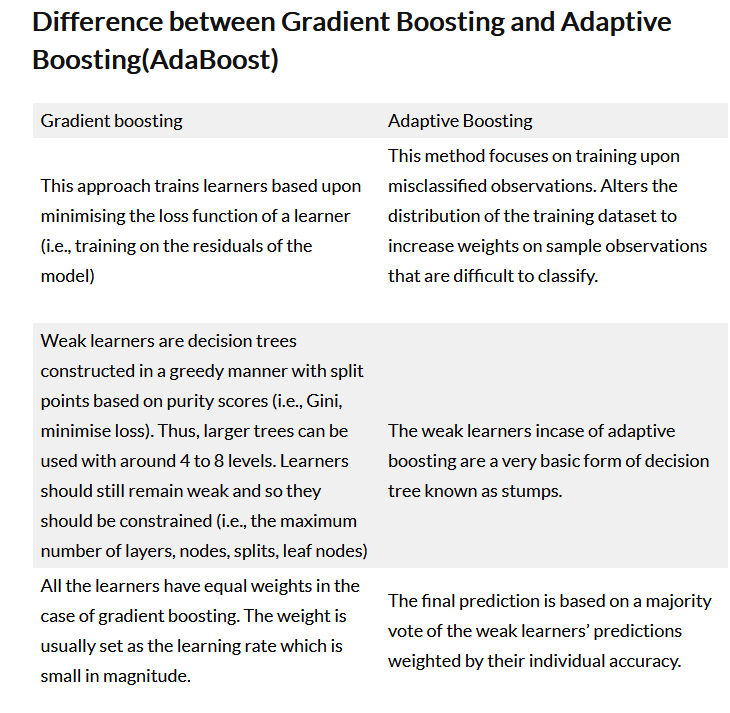 Difference between Gradient Boosting and Adaptive
Boosting(AdaBoost)
Gradient boosting
Adaptive Boosting
This approach trains learners based upon
minimising the loss function of a learner
(i.e., training on the residuals of the
model)
This method focuses on training upon
misclassified observations. Alters the
distribution of the training dataset to
increase weights on sample observations
that are difficult to classify.
Weak learners are decision trees
constructed in a greedy manner with split
points based on purity scores (i.e., Gini,
minimise loss). Thus, larger trees can be
used with around 4 to 8 levels. Learners
should still remain weak and so they
should be constrained (i.e., the maximum
number of layers, nodes, splits, leaf nodes)
The weak learners incase of adaptive
boosting are a very basic form of decision
tree known as stumps.
All the learners have equal weights in the
case of gradient boosting. The weight is
usually set as the learning rate which is
small in magnitude.
The final prediction is based on a majority
vote of the weak learners’ predictions
weighted by their individual accuracy.